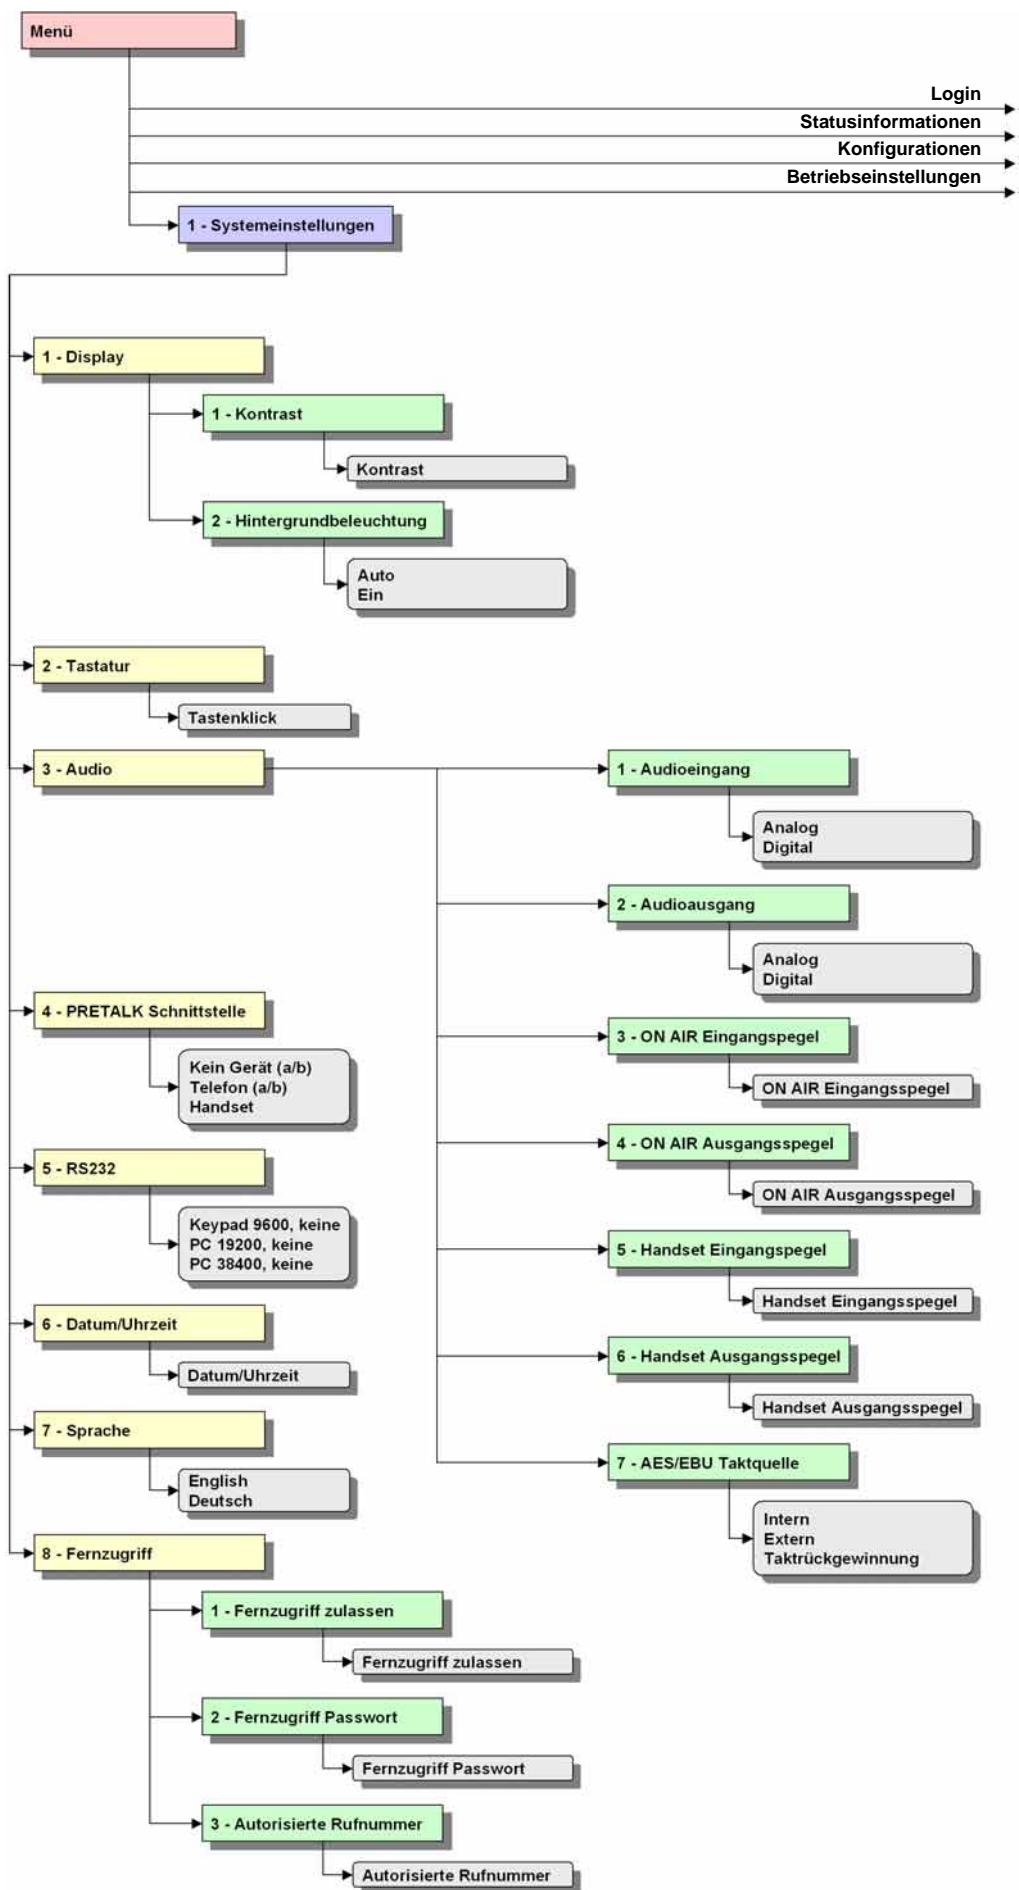 Menü
Login
Statusinformationen
Konfigurationen
Betriebseinstellungen
1 - Systemeinstellungen
1 - Display
1 - Kontrast
Kontrast
2 - Hintergrundbeleuchtung
Auto
Ein
2 - Tastatur
Tastenklick
3 - Audio
1 - Audioeingang
Analog
Digital
2 - Audioausgang
Analog
Digital
3 - ON AIR Eingangspegel
ON AIR Eingangsspegel
4 - ON AIR Ausgangsspegel
ON AIR Ausgangsspegel
5 - Handset Eingangspegel
Handset Eingangsspegel
6 - Handset Ausgangsspegel
Handset Ausgangsspegel
7 - AES/EBU Taktquelle
Intern
Extern
Taktrückgewinnung
4 - PRETALK Schnittstelle
Kein Gerät (a/b)
Telefon (a/b)
Handset
5 - RS232
Keypad 9600, keine
PC 19200, keine
PC 38400, keine
6 - Datum/Uhrzeit
Datum/Uhrzeit
7 - Sprache
English
Deutsch
8 - Fernzugriff
1 - Fernzugriff zulassen
Fernzugriff zulassen
2 - Fernzugriff Passwort
Fernzugriff Passwort
3 - Autorisierte Rufnummer
Autorisierte Rufnummer